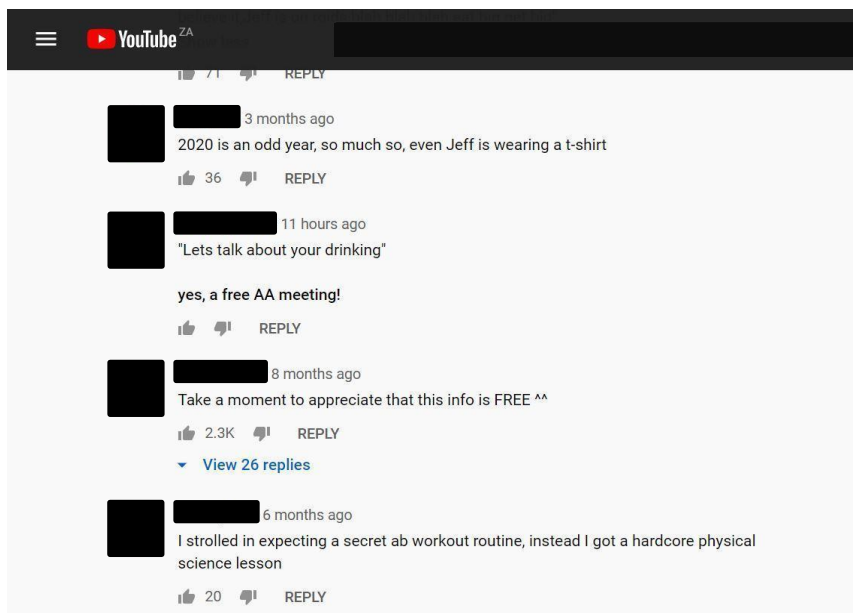 YouTube ZA
71 REPLY
3 months ago
2020 is an odd year, so much so, even Jeff is wearing a t-shirt
36 REPLY
11 hours ago
"Lets talk about your drinking"
yes, a free AA meeting!
REPLY
8 months ago
Take a moment to appreciate that this info is FREE ^^
2.3K REPLY
View 26 replies
6 months ago
I strolled in expecting a secret ab workout routine, instead I got a hardcore physical
science lesson
20 REPLY